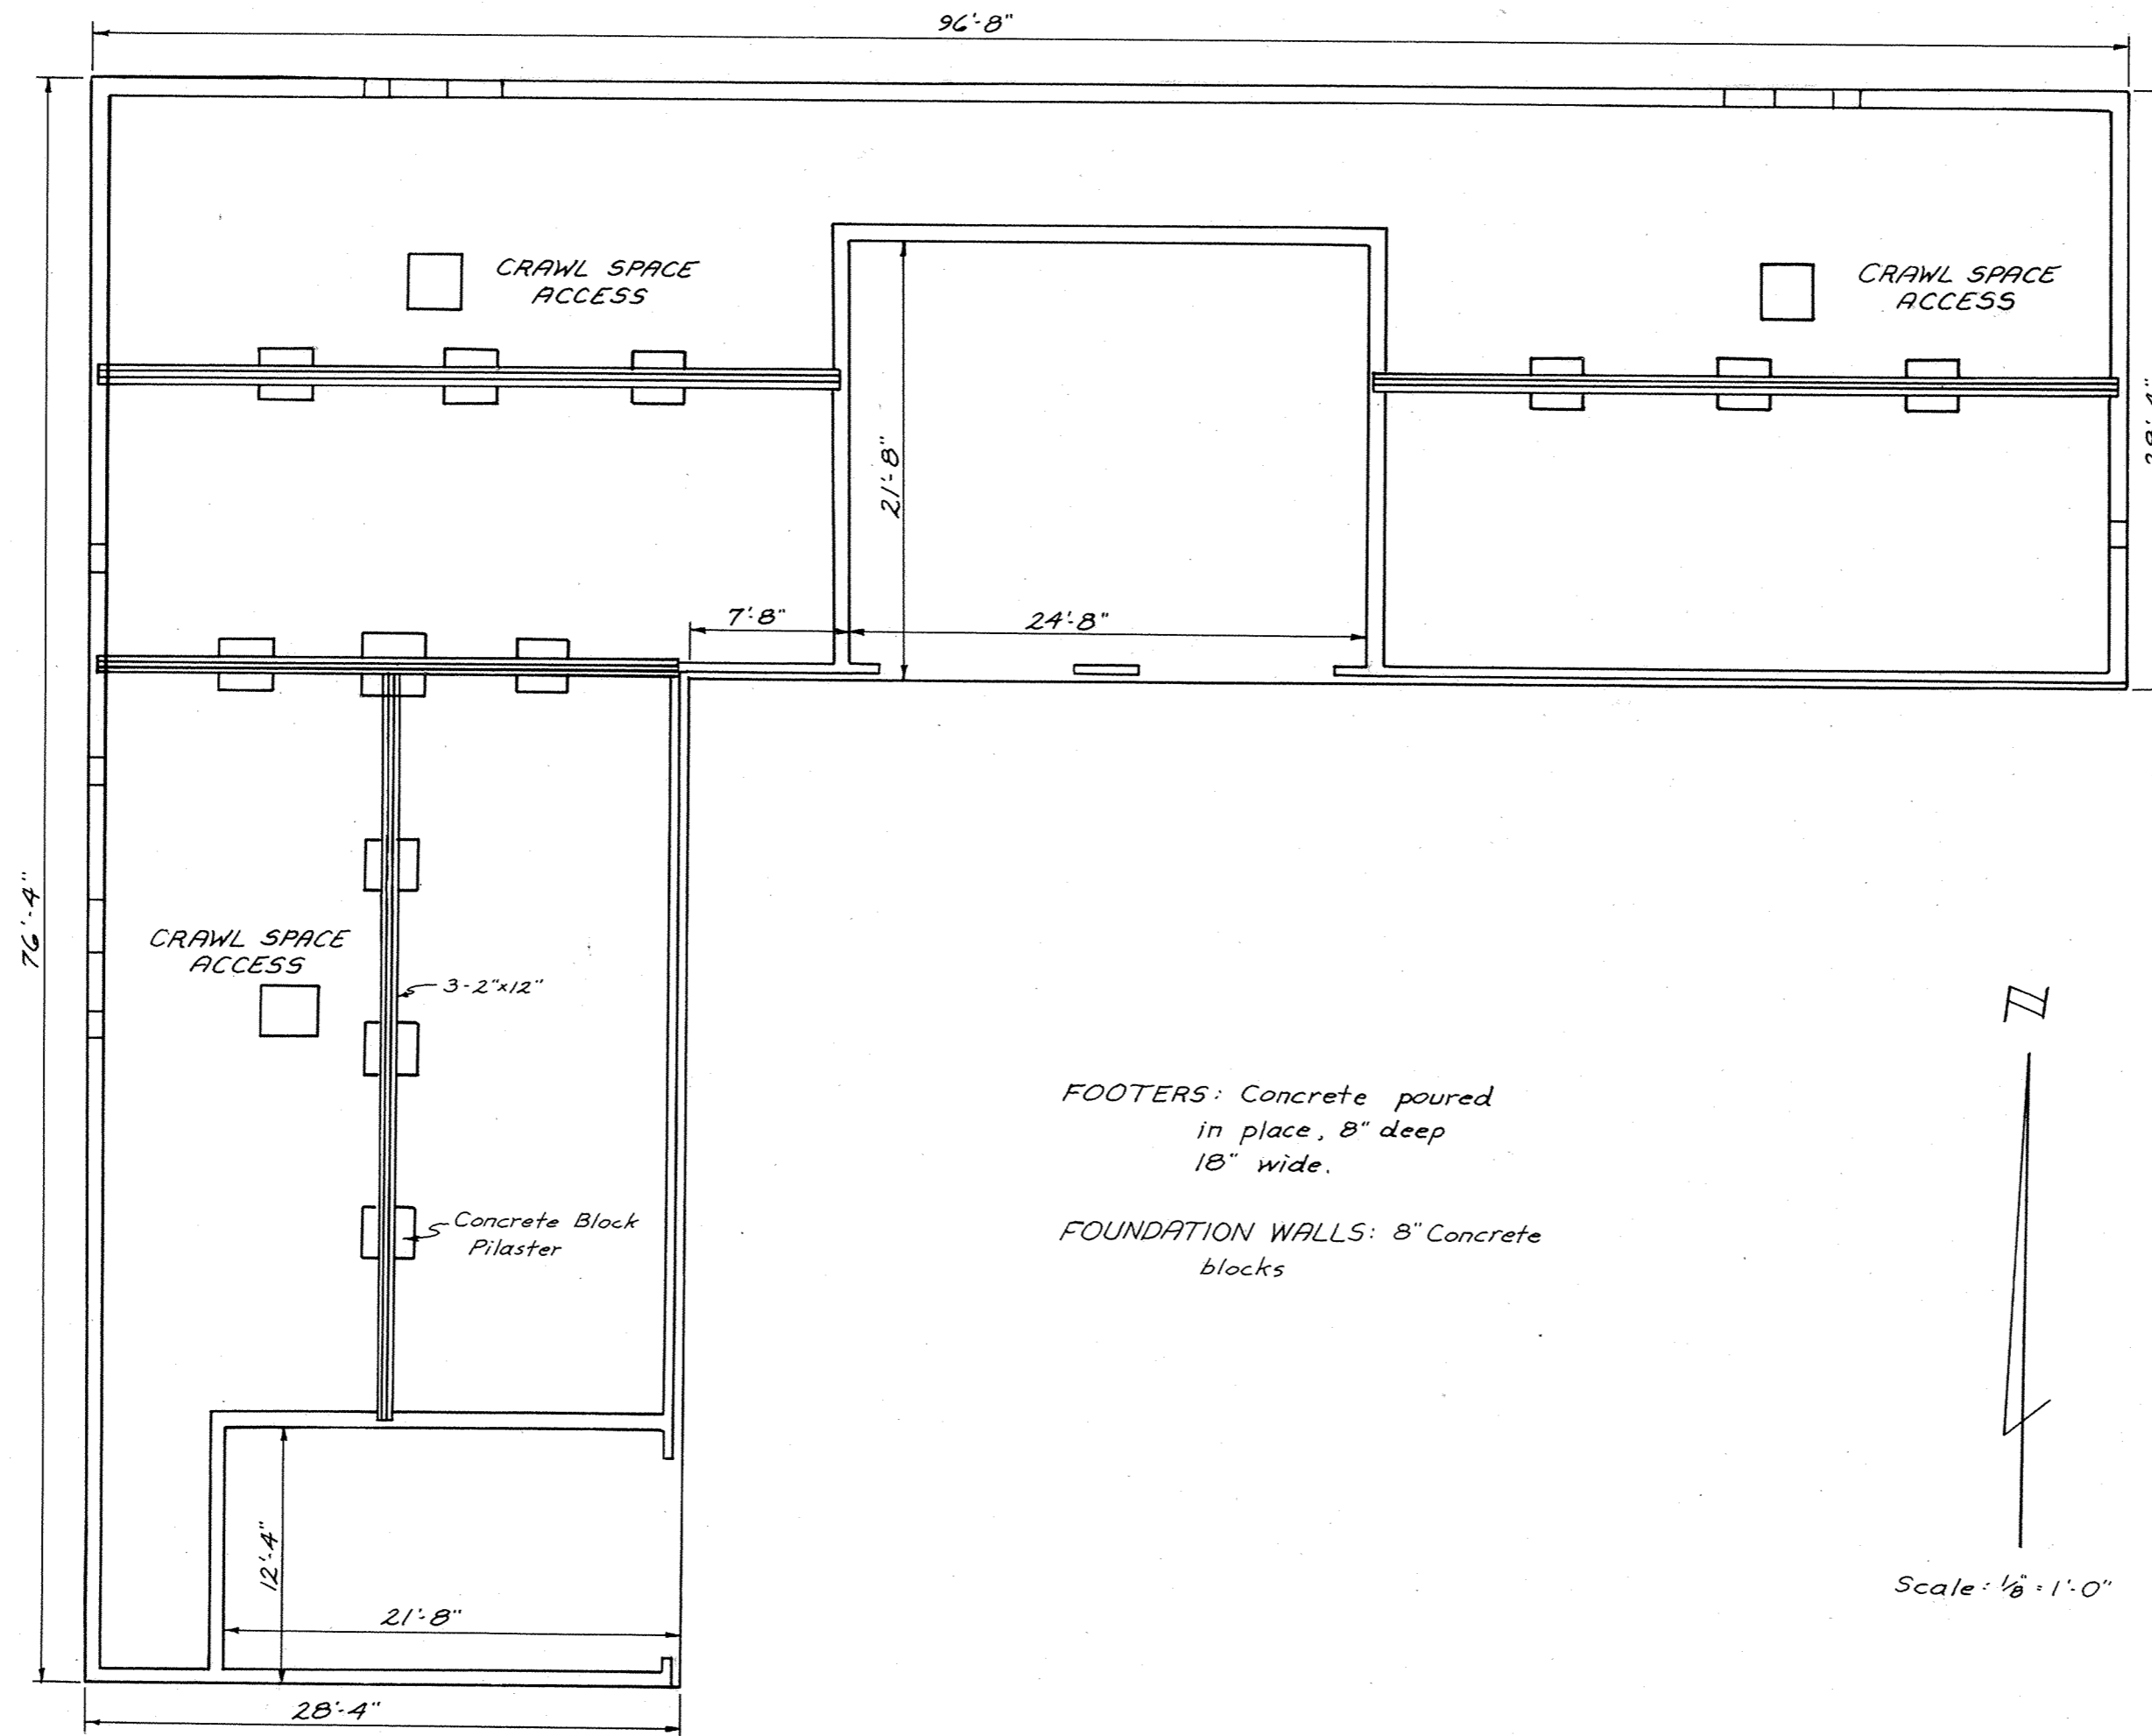 96'-8"
CRAWL SPACE
ACCESS
CRAWL SPACE
ACCESS
28'-4"
21'-8"
7'-8"
24'-8"
76'-4"
CRAWL SPACE
ACCESS
3-2"x12"
FOOTERS: Concrete poured
in place, 8" deep
18" wide.
Concrete Block
Pilaster
FOUNDATION WALLS: 8" Concrete
blocks
12'-4"
21'-8"
28'-4"
N
Scale: 1/8" = 1'-0"